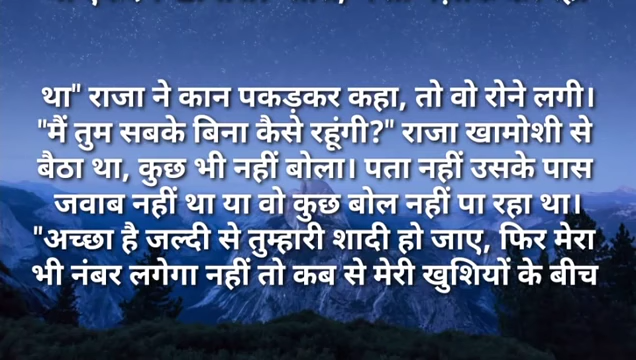 था" राजा ने कान पकड़कर कहा, तो वो रोने लगी।
"मैं तुम सबके बिना कैसे रहूंगी?" राजा खामोशी से
बैठा था, कुछ भी नहीं बोला। पता नहीं उसके पास
जवाब नहीं था या वो कुछ बोल नहीं पा रहा था।
"अच्छा है जल्दी से तुम्हारी शादी हो जाए, फिर मेरा
भी नंबर लगेगा नहीं तो कब से मेरी खुशियों के बीच